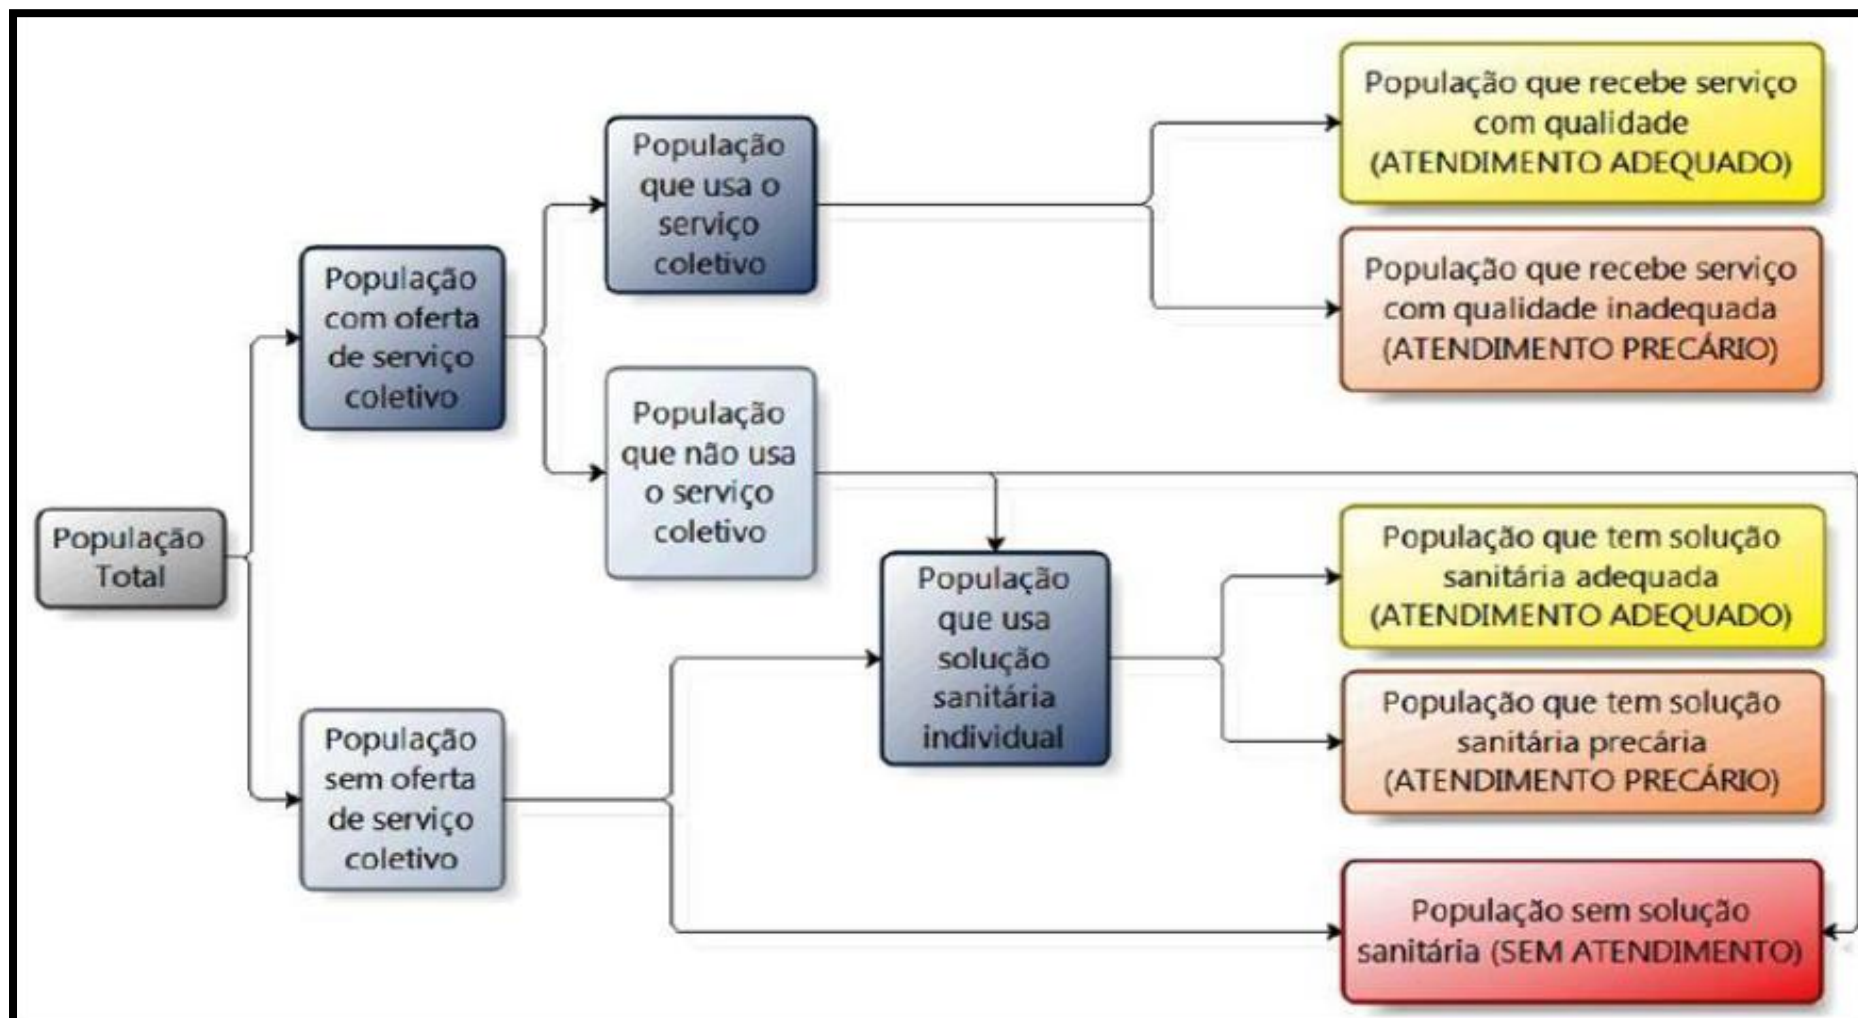 População
Total
População
com oferta
de serviço
coletivo
População
sem oferta
de serviço
coletivo
População
que usa o
serviço
coletivo
População
que não usa
o serviço
coletivo
População
que usa
solução
sanitária
individual
População que recebe serviço
com qualidade
(ATENDIMENTO ADEQUADO)
População que recebe serviço
com qualidade inadequada
(ATENDIMENTO PRECÁRIO)
População que tem solução
sanitária adequada
(ATENDIMENTO ADEQUADO)
População que tem solução
sanitária precária
(ATENDIMENTO PRECÁRIO)
População sem solução
sanitária (SEM ATENDIMENTO)